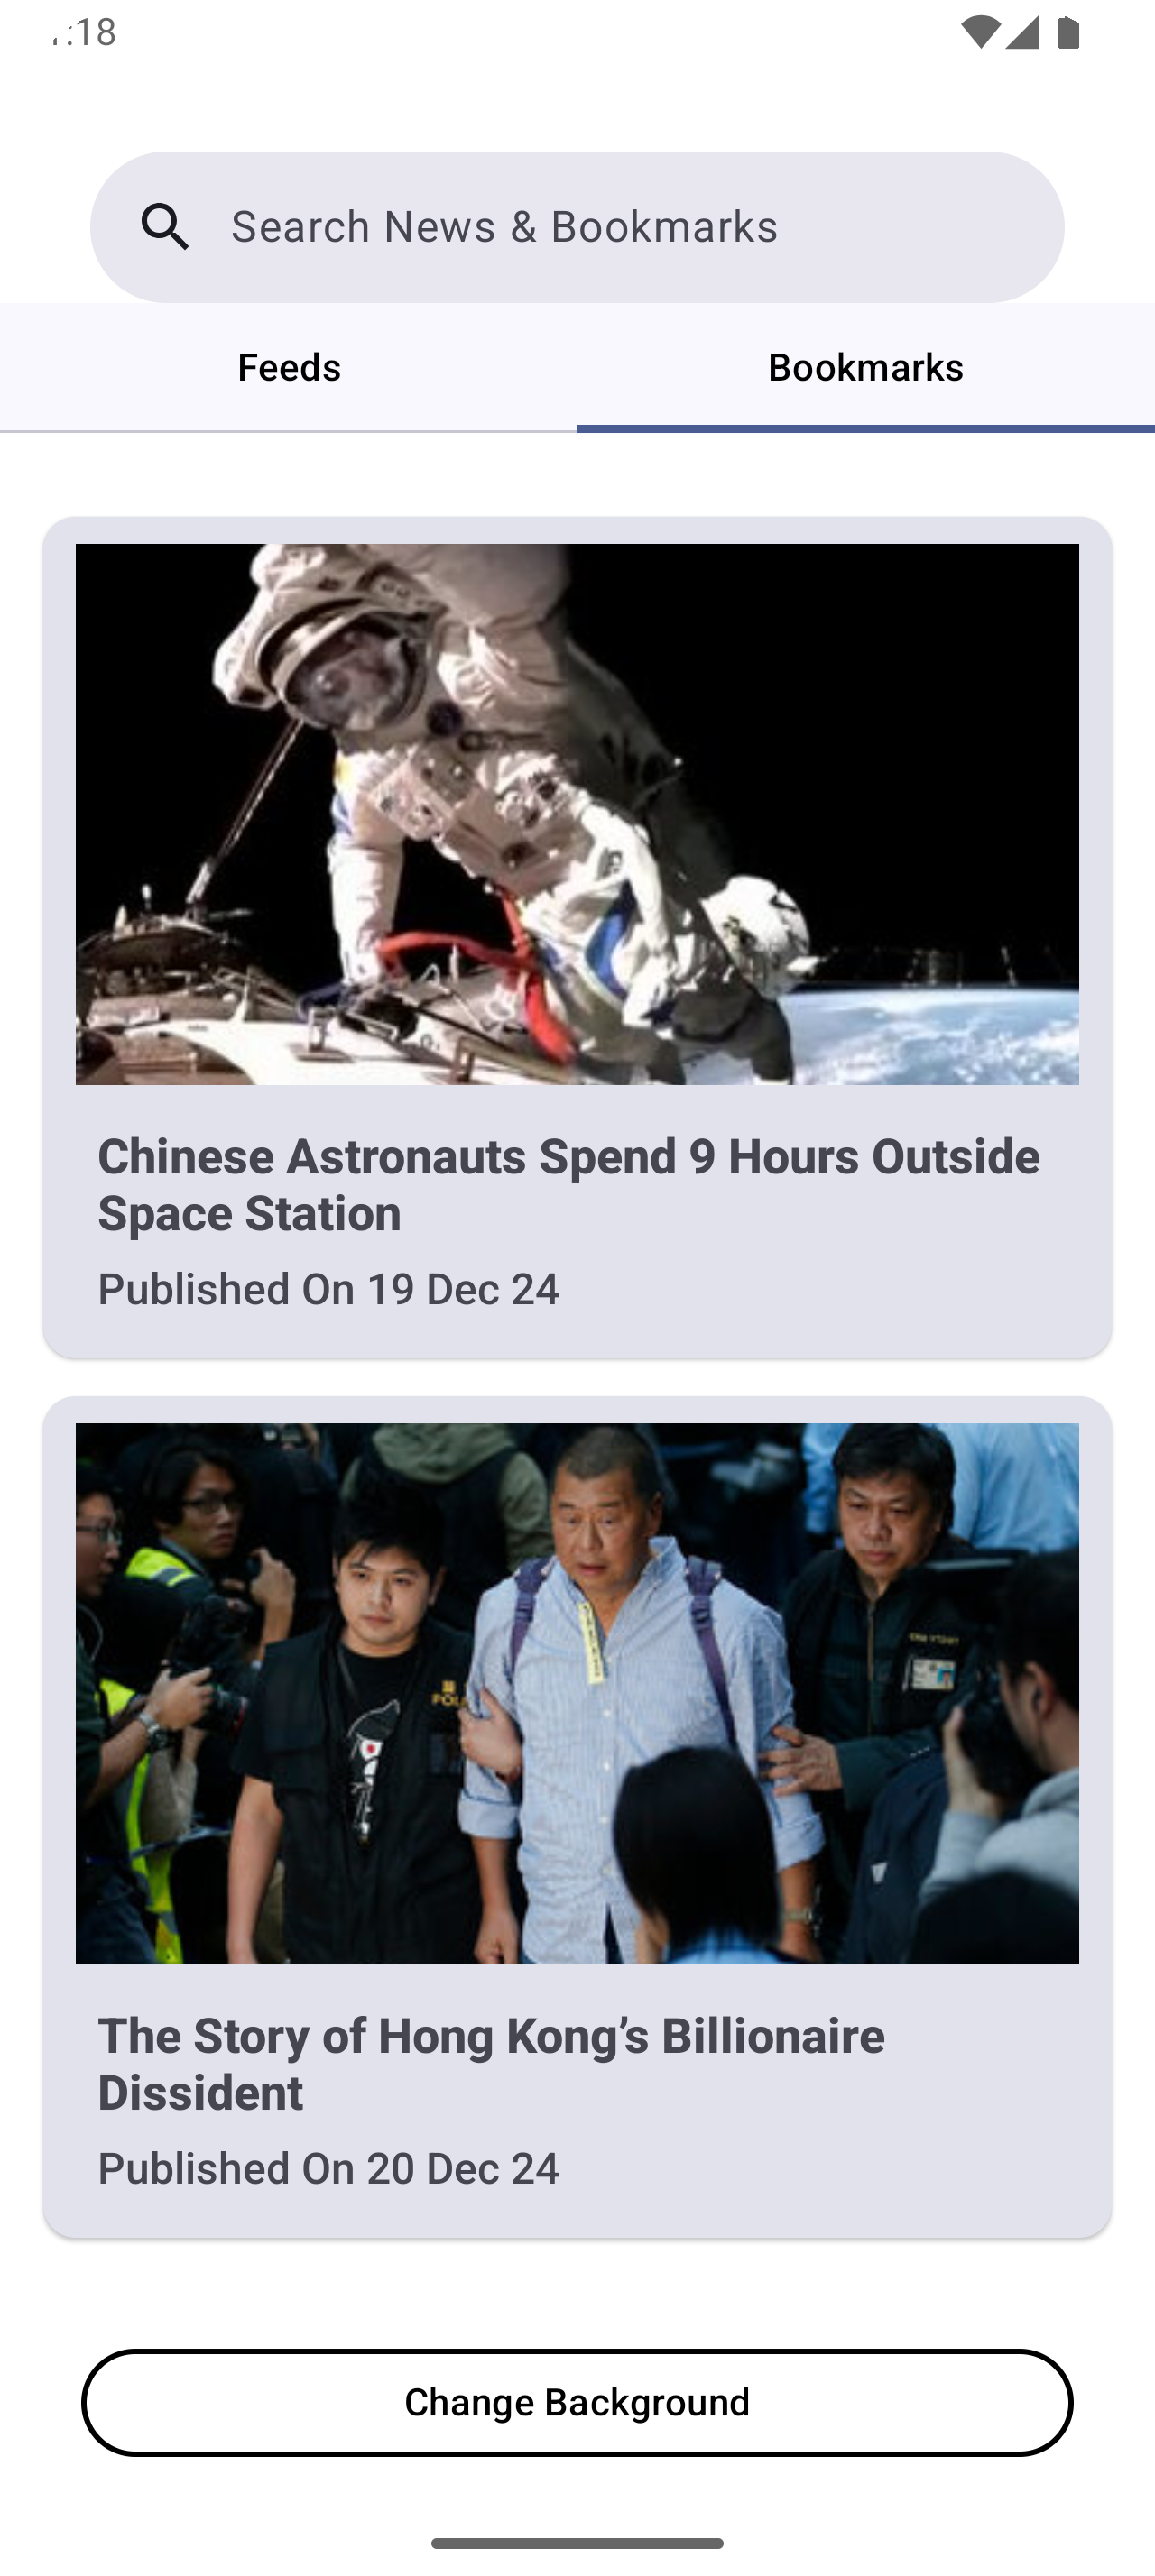 :18
Search News & Bookmarks
Feeds
Bookmarks
Chinese Astronauts Spend 9 Hours Outside
Space Station
Published On 19 Dec 24
POL
The Story of Hong Kong’s Billionaire
Dissident
Published On 20 Dec 24
Change Background